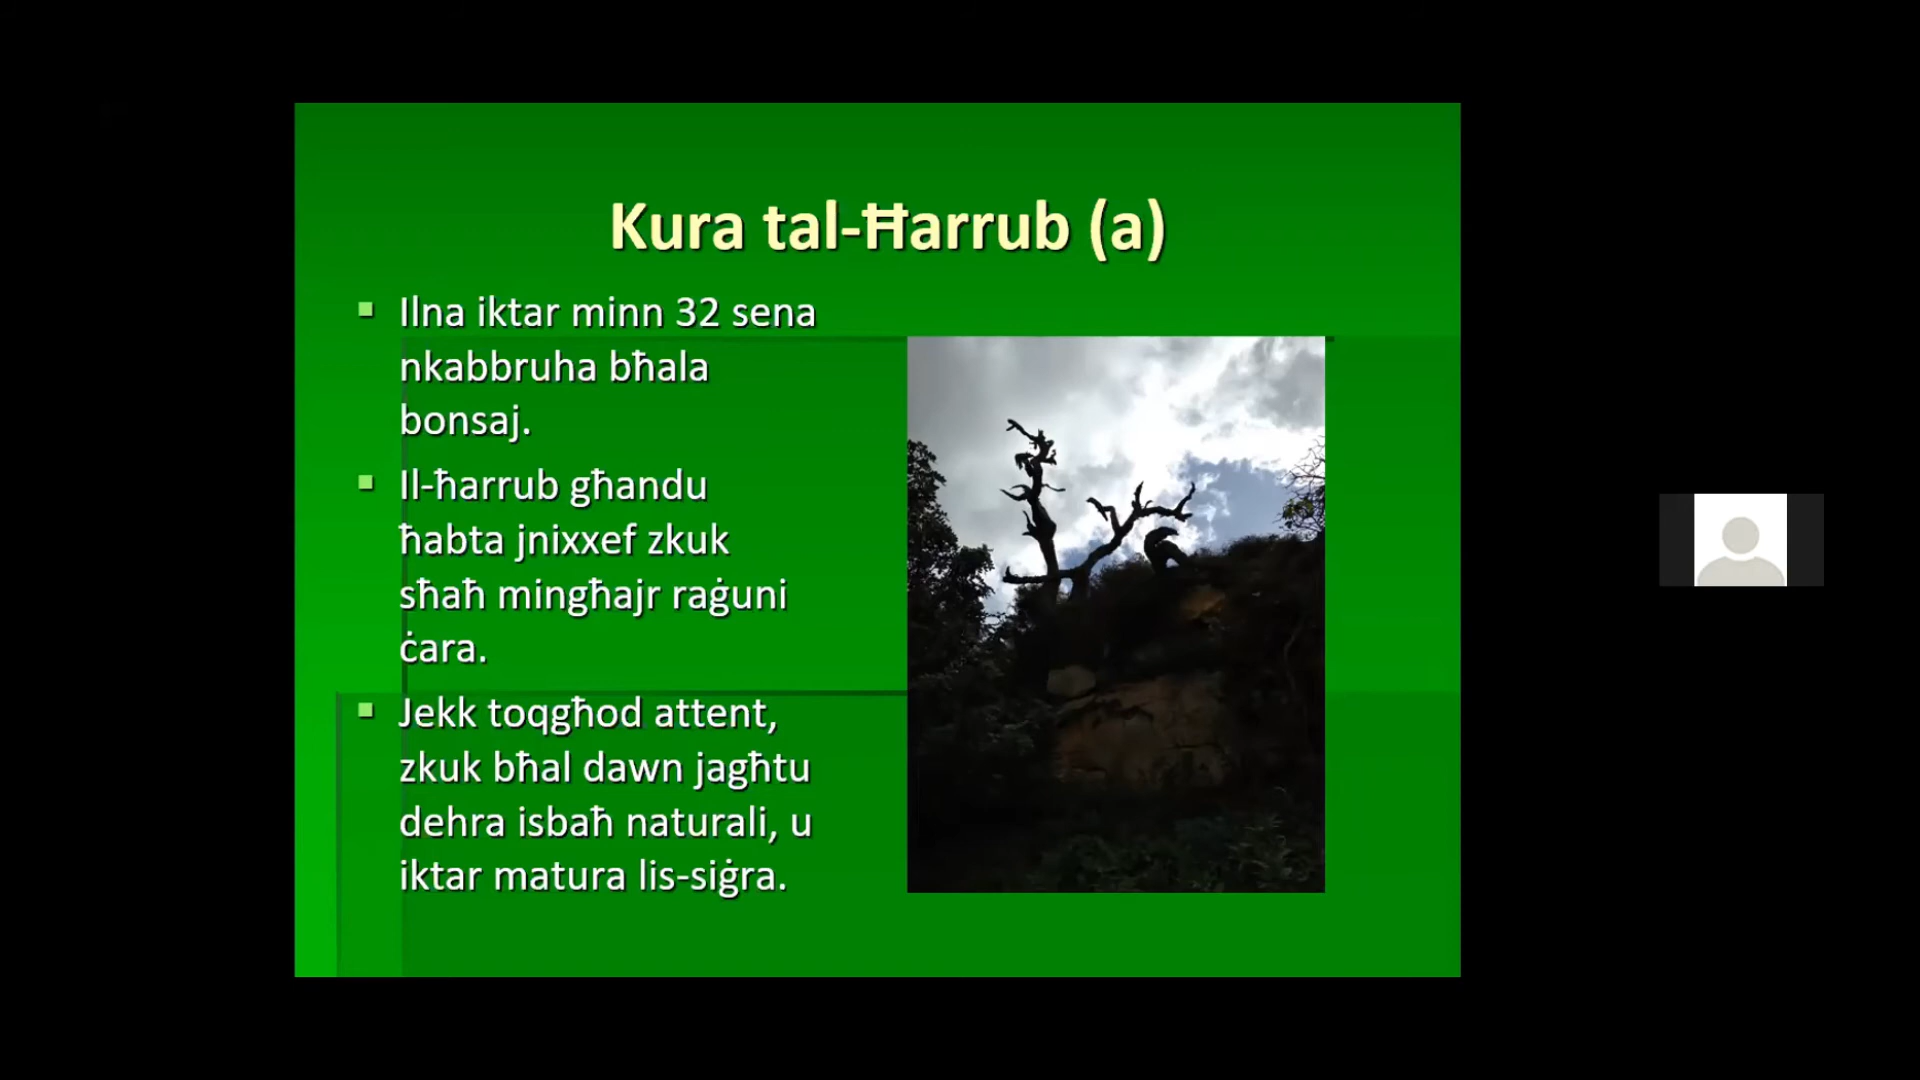 Kura tal-Ħarrub (a)
Ilna iktar minn 32 sena
nkabbruha bħala
bonsaj.
Il-ħarrub għandu
ħabta jnixxef zkuk
sħaħ mingħajr raġuni
ċara.
Jekk toqgħod attent,
zkuk bħal dawn jagħtu
dehra isbaħ naturali, u
iktar matura lis-siġra.